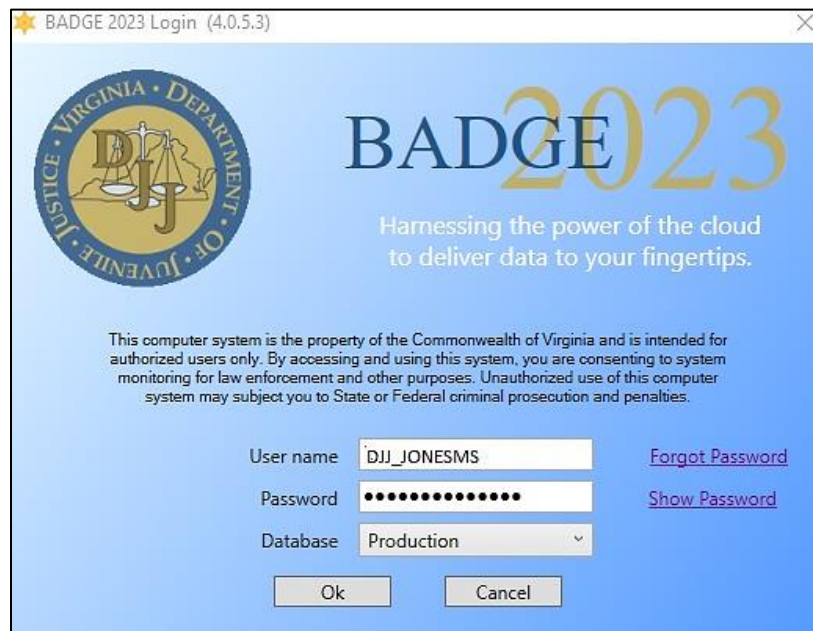 BADGE 2023 Login (4.0.5.3)
VIRGINIA • DEPARTMENT OF JUVENILE JUSTICE •
DJJ
BADGE 2023
Harnessing the power of the cloud
to deliver data to your fingertips.
This computer system is the property of the Commonwealth of Virginia and is intended for
authorized users only. By accessing and using this system, you are consenting to system
monitoring for law enforcement and other purposes. Unauthorized use of this computer
system may subject you to State or Federal criminal prosecution and penalties.
User name DJJ_JONESMS Forgot Password
Password ●●●●●●●●●●●●●● Show Password
Database Production
Ok Cancel